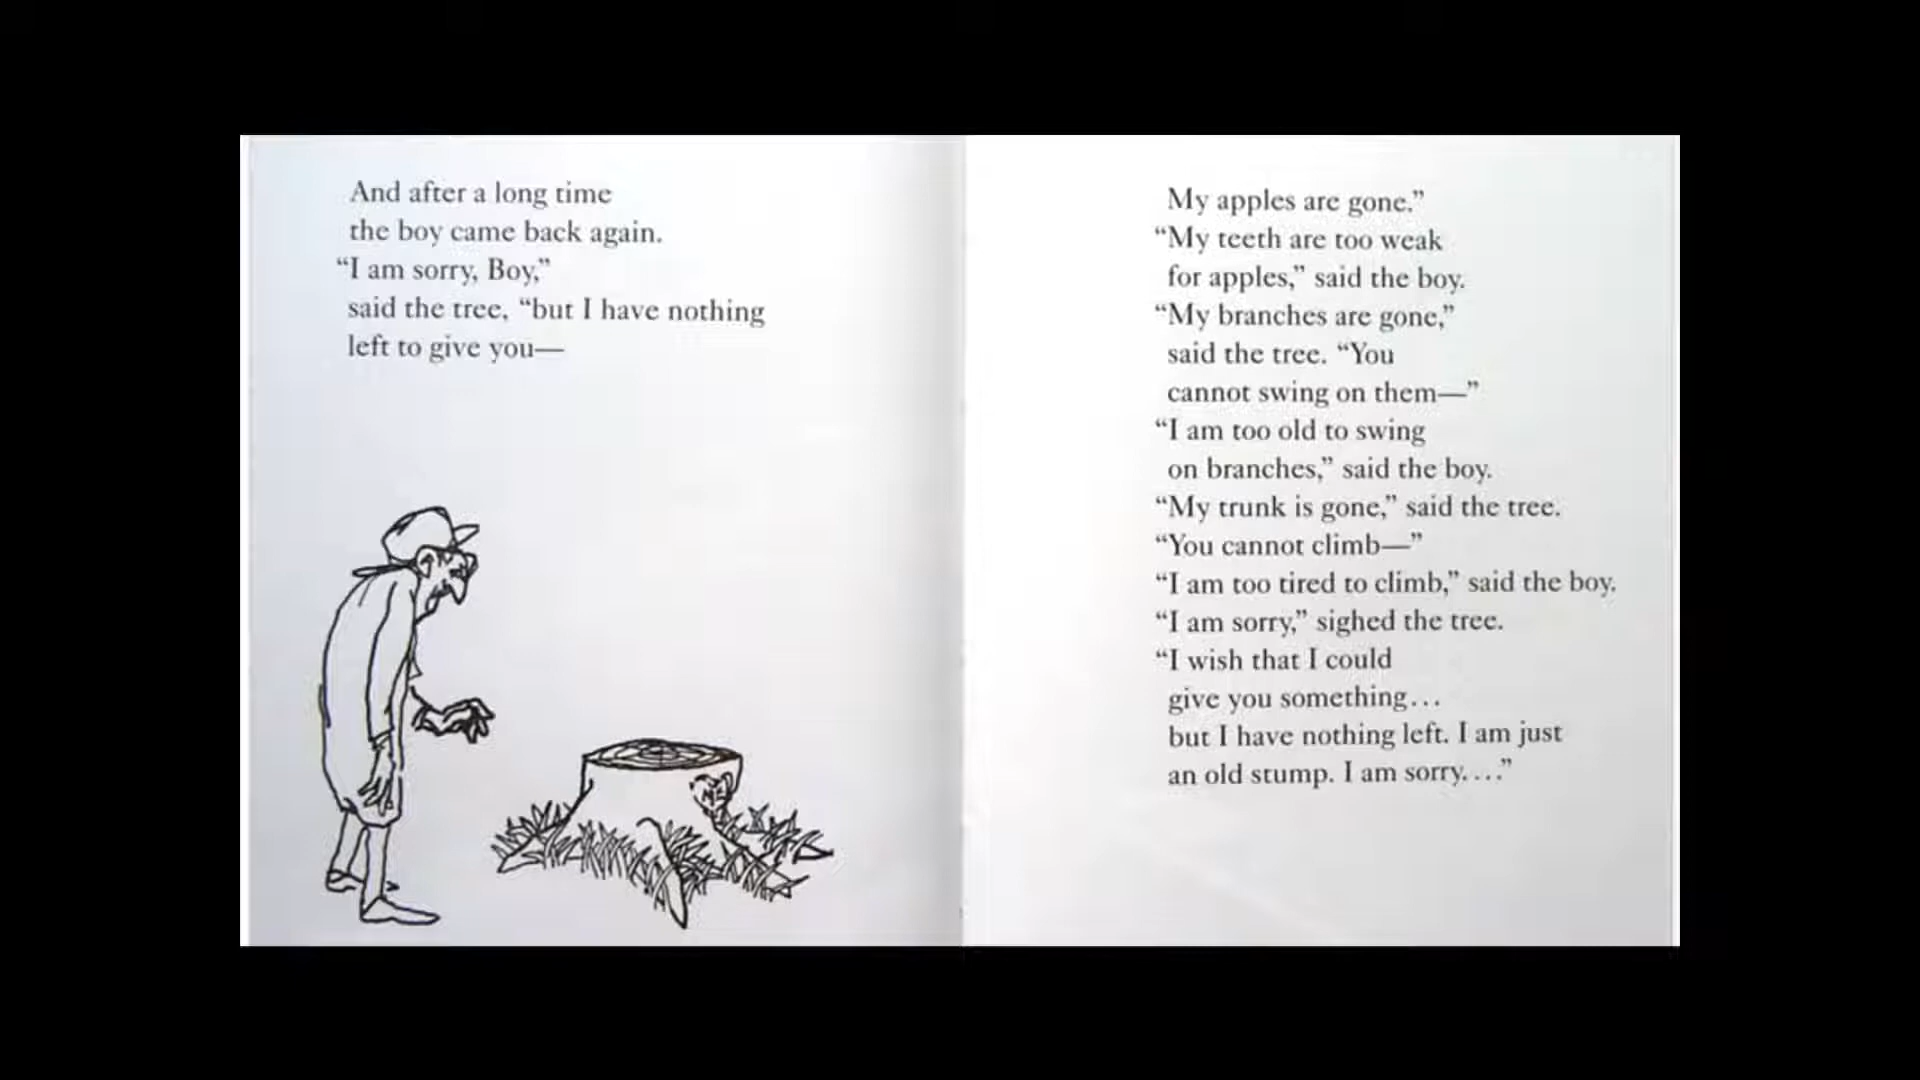 And after a long time
the boy came back again.
“I am sorry, Boy,”
said the tree, “but I have nothing
left to give you—
My apples are gone.”
“My teeth are too weak
for apples,” said the boy.
“My branches are gone,”
said the tree. “You
cannot swing on them—”
“I am too old to swing
on branches,” said the boy.
“My trunk is gone,” said the tree.
“You cannot climb—”
“I am too tired to climb,” said the boy.
“I am sorry,” sighed the tree.
“I wish that I could
give you something...
but I have nothing left. I am just
an old stump. I am sorry....”